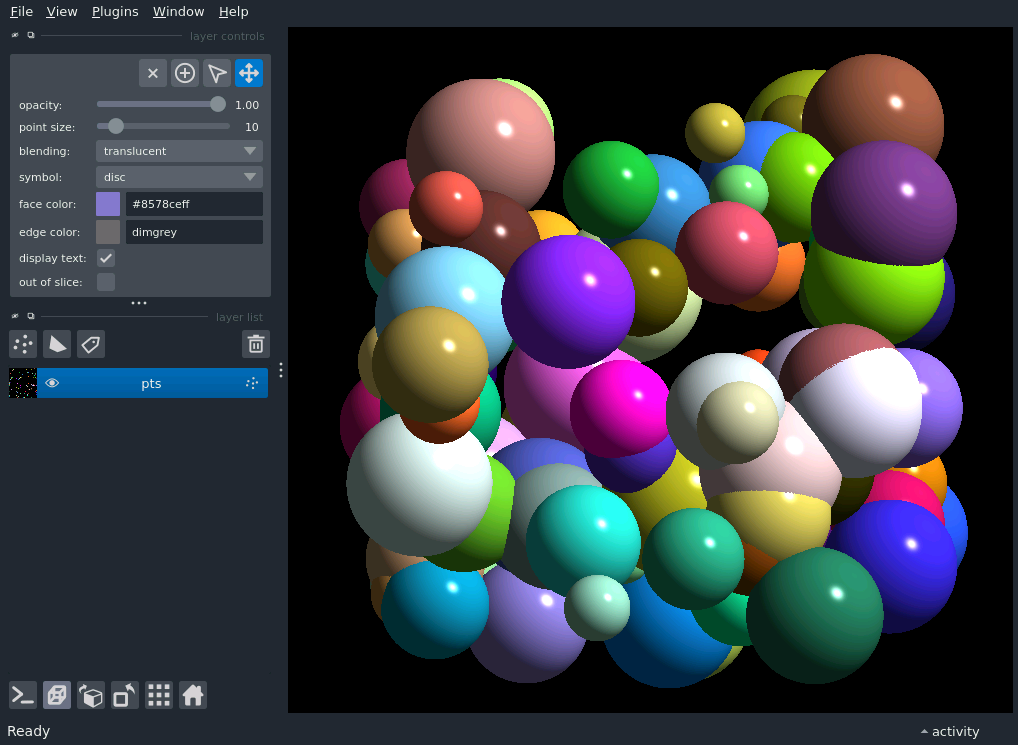 File View Plugins Window Help
layer controls
opacity: 1.00
point size: 10
blending: translucent
symbol: disc
face color: #8578ceff
edge color: dimgrey
display text:
out of slice:
layer list
pts
Ready
activity